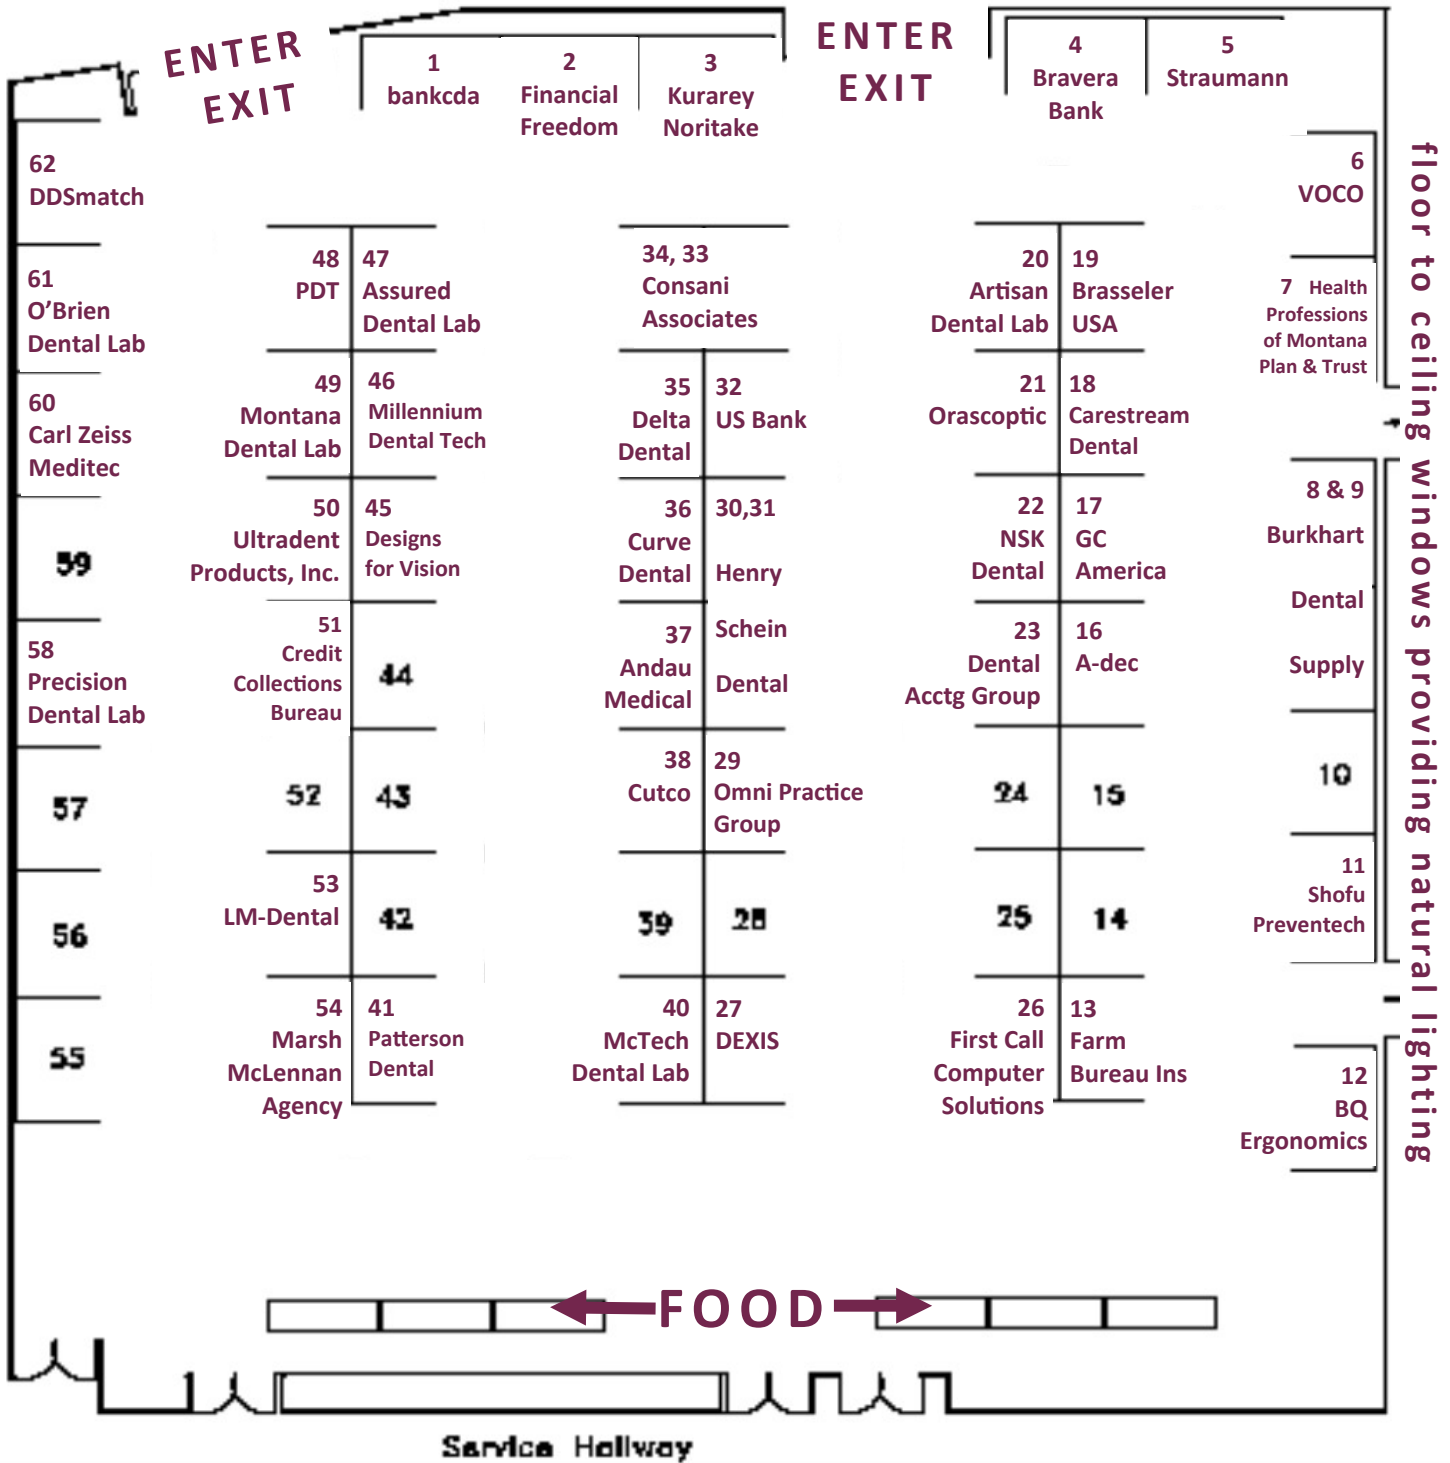 ENTER
EXIT
1
bankcda
2
Financial
Freedom
3
Kurarey
Noritake
ENTER
EXIT
4
Bravera
Bank
5
Straumann
62
DDSmatch
61
O’Brien
Dental Lab
60
Carl Zeiss
Meditec
59
58
Precision
Dental Lab
57
56
55
48
PDT
49
Montana
Dental Lab
50
Ultradent
Products, Inc.
51
Credit
Collections
Bureau
52
53
LM-Dental
54
Marsh
McLennan
Agency
47
Assured
Dental Lab
46
Millennium
Dental Tech
45
Designs
for Vision
44
43
42
41
Patterson
Dental
34, 33
Consani
Associates
35
Delta
Dental
36
Curve
Dental
37
Andau
Medical
38
Cutco
39
40
McTech
Dental Lab
32
US Bank
30,31
Henry
Schein
Dental
29
Omni Practice
Group
28
27
DEXIS
20
Artisan
Dental Lab
21
Orascoptic
22
NSK
Dental
23
Dental
Acctg Group
24
25
26
First Call
Computer
Solutions
19
Brasseler
USA
18
Carestream
Dental
17
GC
America
16
A-dec
15
14
13
Farm
Bureau Ins
6
VOCO
7 Health
Professions
of Montana
Plan & Trust
8 & 9
Burkhart
Dental
Supply
10
11
Shofu
Preventech
12
BQ
Ergonomics
floor to ceiling windows providing natural lighting
FOOD
Service Hallway